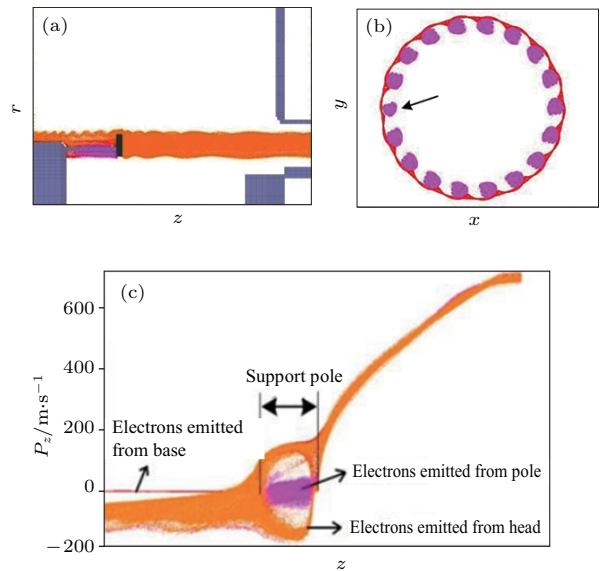 (a)
r
z
(b)
y
x
(c)
600
400
200
0
−200
P_z/m·s⁻¹
Support pole
Electrons emitted
from base
Electrons emitted from pole
Electrons emitted from head
z